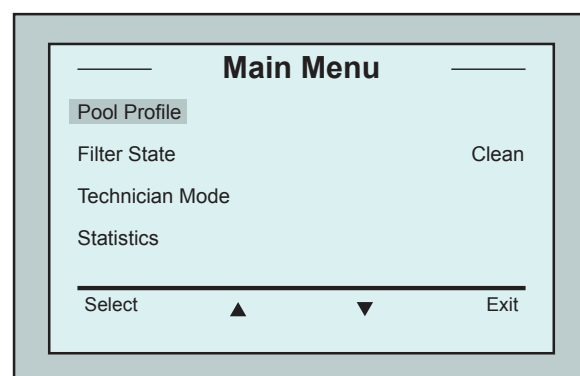 Main Menu
Pool Profile
Filter State Clean
Technician Mode
Statistics
Select ▲ ▼ Exit